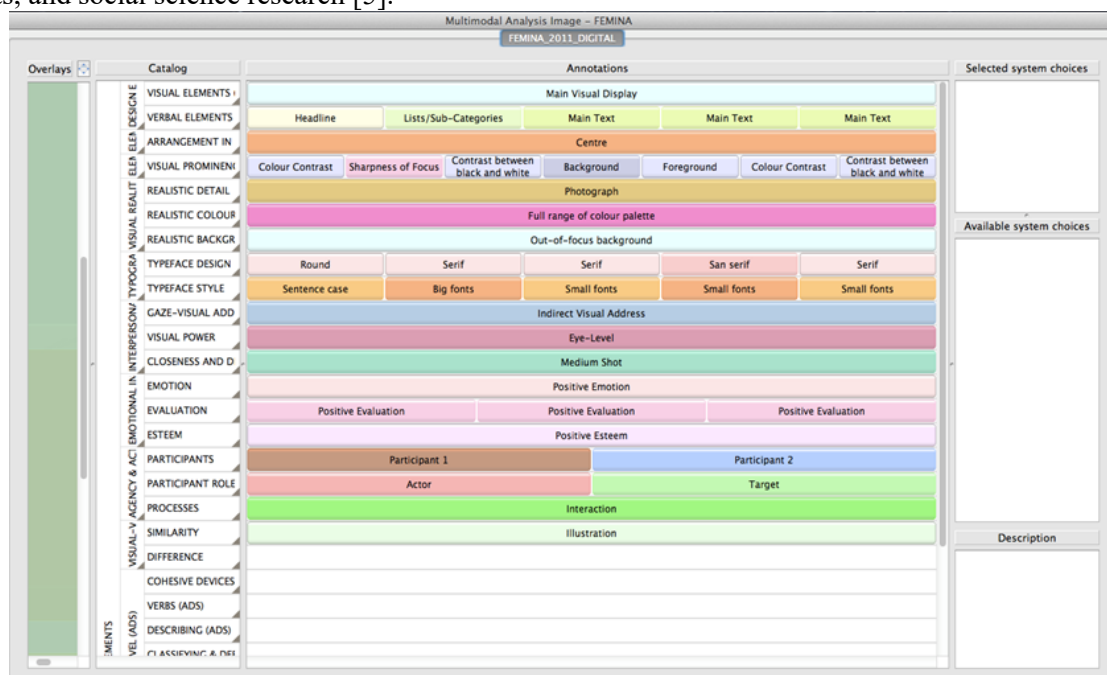 s, and social science research [5].
Multimodal Analysis Image – FEMINA
FEMINA_2011_DIGITAL
Overlays Catalog Annotations Selected system choices
DESIGN E
VISUAL ELEMENTS Main Visual Display
VERBAL ELEMENTS Headline Lists/Sub-Categories Main Text Main Text Main Text
ELEM
ARRANGEMENT IN Centre
ELEM
VISUAL PROMINENC Colour Contrast Sharpness of Focus Contrast between black and white Background Foreground Colour Contrast Contrast between black and white
VISUAL REALIT
REALISTIC DETAIL Photograph
REALISTIC COLOUR Full range of colour palette
Available system choices
REALISTIC BACKGR Out-of-focus background
TYPOGRA
TYPEFACE DESIGN Round Serif Serif San serif Serif
TYPEFACE STYLE Sentence case Big fonts Small fonts Small fonts Small fonts
INTERPERSONA
GAZE-VISUAL ADD Indirect Visual Address
VISUAL POWER Eye-Level
CLOSENESS AND D Medium Shot
EMOTIONAL IN
EMOTION Positive Emotion
EVALUATION Positive Evaluation Positive Evaluation Positive Evaluation
ESTEEM Positive Esteem
AGENCY & ACT
PARTICIPANTS Participant 1 Participant 2
PARTICIPANT ROLE Actor Target
PROCESSES Interaction
VISUAL-V
SIMILARITY Illustration
Description
DIFFERENCE
COHESIVE DEVICES
VERBS (ADS)
EMENTS
VEL (ADS)
DESCRIBING (ADS)
CLASSIFYING & DEF